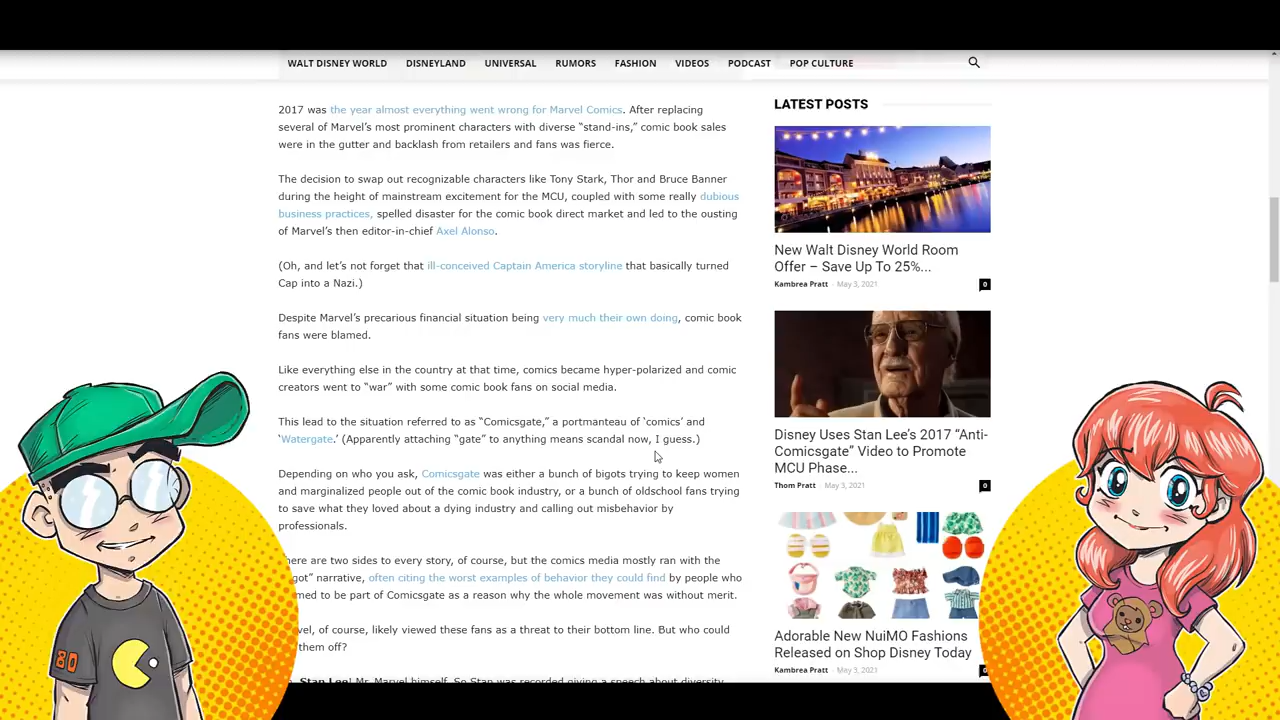 WALT DISNEY WORLD DISNEYLAND UNIVERSAL RUMORS FASHION VIDEOS PODCAST POP CULTURE
2017 was the year almost everything went wrong for Marvel Comics. After replacing
several of Marvel's most prominent characters with diverse “stand-ins,” comic book sales
were in the gutter and backlash from retailers and fans was fierce.
The decision to swap out recognizable characters like Tony Stark, Thor and Bruce Banner
during the height of mainstream excitement for the MCU, coupled with some really dubious
business practices, spelled disaster for the comic book direct market and led to the ousting
of Marvel's then editor-in-chief Axel Alonso.
(Oh, and let's not forget that ill-conceived Captain America storyline that basically turned
Cap into a Nazi.)
Despite Marvel's precarious financial situation being very much their own doing, comic book
fans were blamed.
Like everything else in the country at that time, comics became hyper-polarized and comic
creators went to “war” with some comic book fans on social media.
This lead to the situation referred to as “Comicsgate,” a portmanteau of ‘comics’ and
‘Watergate.’ (Apparently attaching “gate” to anything means scandal now, I guess.)
Depending on who you ask, Comicsgate was either a bunch of bigots trying to keep women
and marginalized people out of the comic book industry, or a bunch of oldschool fans trying
to save what they loved about a dying industry and calling out misbehavior by
professionals.
here are two sides to every story, of course, but the comics media mostly ran with the
got” narrative, often citing the worst examples of behavior they could find by people who
med to be part of Comicsgate as a reason why the whole movement was without merit.
vel, of course, likely viewed these fans as a threat to their bottom line. But who could
them off?
Stan Lee! Mr. Marvel himself. So Stan was recorded giving a speech about diversity
LATEST POSTS
New Walt Disney World Room
Offer – Save Up To 25%...
Kambrea Pratt - May 3, 2021 0
Disney Uses Stan Lee's 2017 “Anti-
Comicsgate” Video to Promote
MCU Phase...
Thom Pratt - May 3, 2021 0
Adorable New NuiMO Fashions
Released on Shop Disney Today
Kambrea Pratt - May 3, 2021 0
80